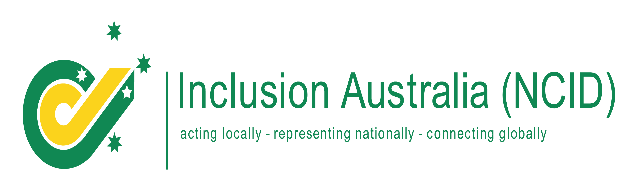 Inclusion Australia (NCID)
acting locally - representing nationally - connecting globally